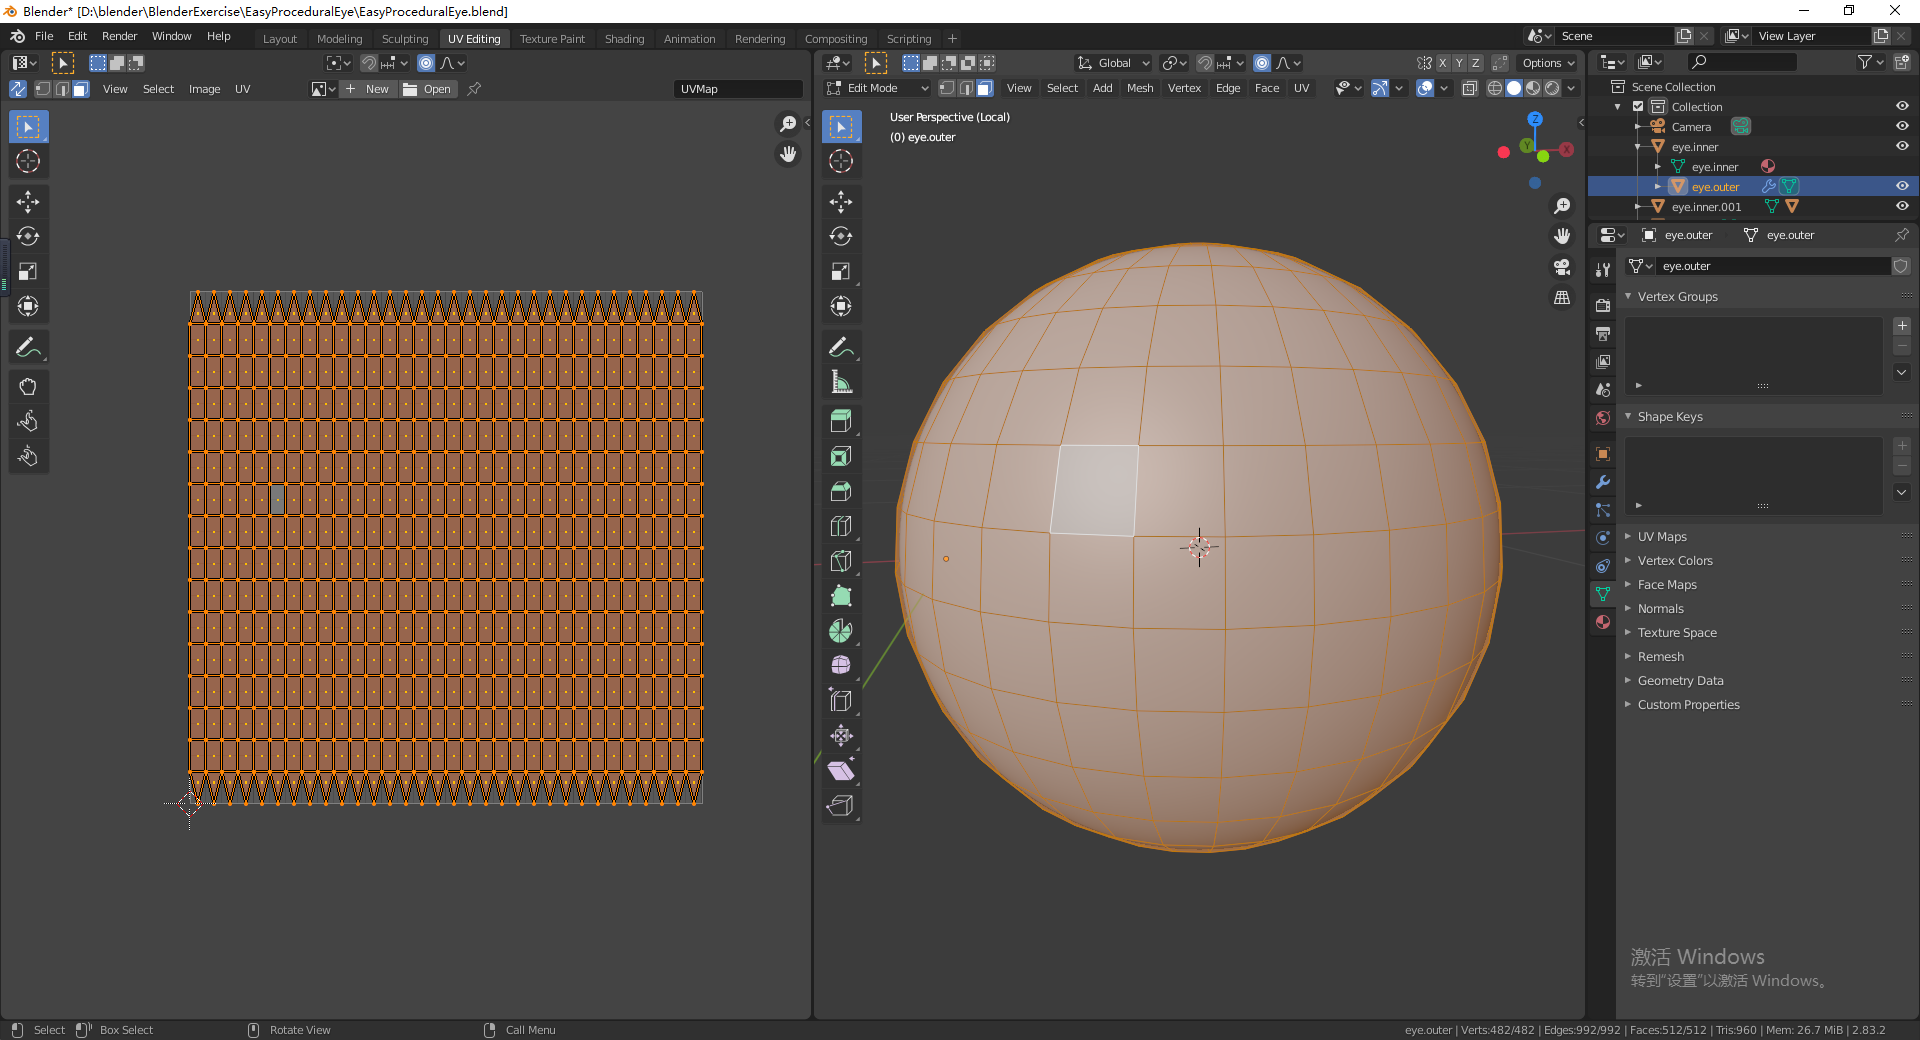 Blender* [D:\blender\BlenderExercise\EasyProceduralEye\EasyProceduralEye.blend]
File Edit Render Window Help Layout Modeling Sculpting UV Editing Texture Paint Shading Animation Rendering Compositing Scripting + Scene View Layer
Global X Y Z Options
View Select Image UV New Open UVMap
Edit Mode View Select Add Mesh Vertex Edge Face UV
User Perspective (Local)
(0) eye.outer
Z
Y
X
Scene Collection
Collection
Camera
eye.inner
eye.inner
eye.outer
eye.inner.001
eye.outer eye.outer
eye.outer
Vertex Groups
Shape Keys
UV Maps
Vertex Colors
Face Maps
Normals
Texture Space
Remesh
Geometry Data
Custom Properties
激活 Windows
转到“设置”以激活 Windows。
Select Box Select Rotate View Call Menu eye.outer | Verts:482/482 | Edges:992/992 | Faces:512/512 | Tris:960 | Mem: 26.7 MiB | 2.83.2